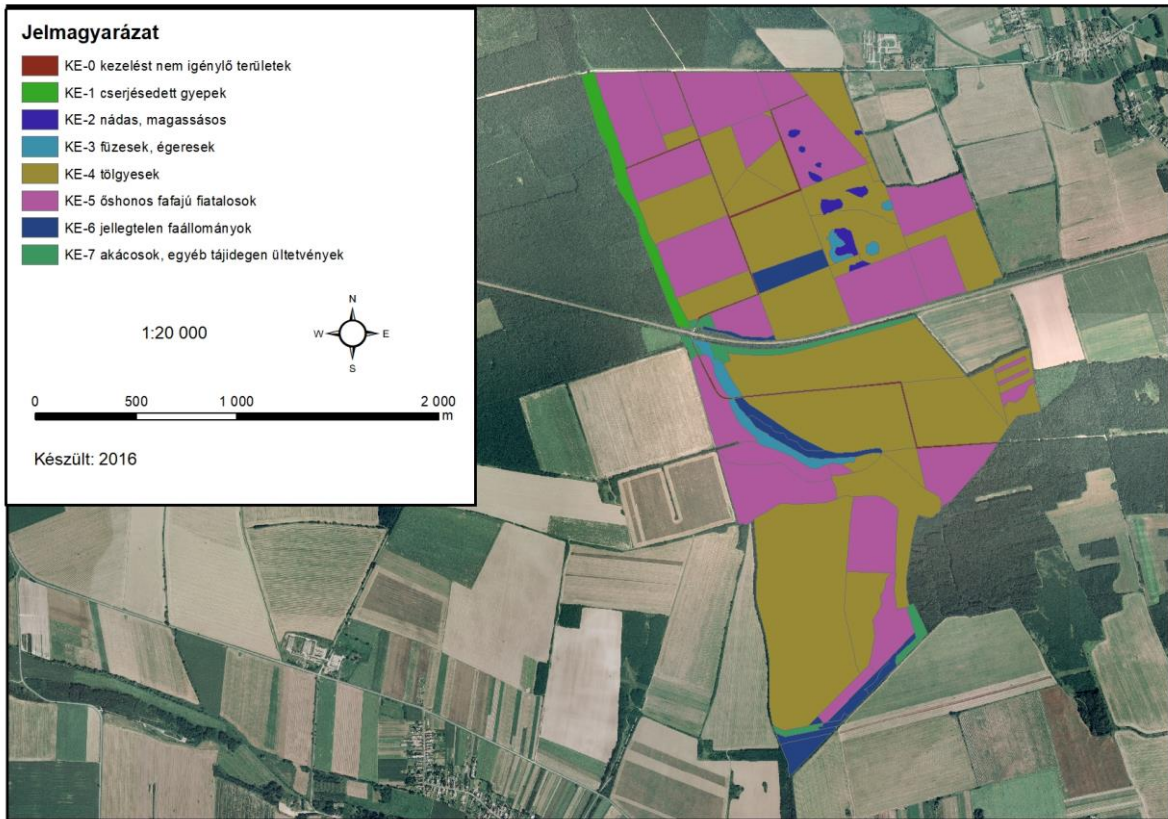 Jelmagyarázat
KE-0 kezelést nem igénylő területek
KE-1 cserjésedett gyepek
KE-2 nádas, magassásos
KE-3 füzesek, égeresek
KE-4 tölgyesek
KE-5 őshonos fafajú fiatalosok
KE-6 jellegtelen faállományok
KE-7 akácosok, egyéb tájidegen ültetvények
1:20 000
N
W E
S
0 500 1 000 2 000
m
Készült: 2016